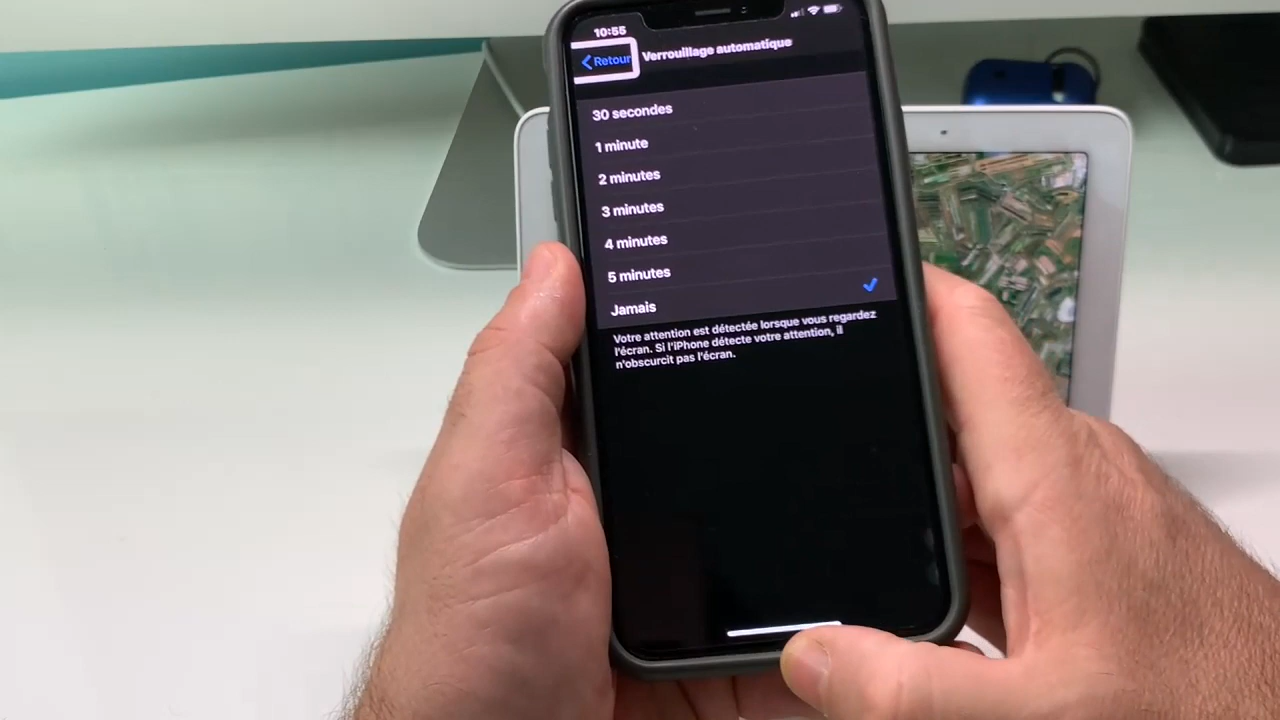 10:55
Retour Verrouillage automatique
30 secondes
1 minute
2 minutes
3 minutes
4 minutes
5 minutes
Jamais
Votre attention est détectée lorsque vous regardez
l'écran. Si l'iPhone détecte votre attention, il
n'obscurcit pas l'écran.